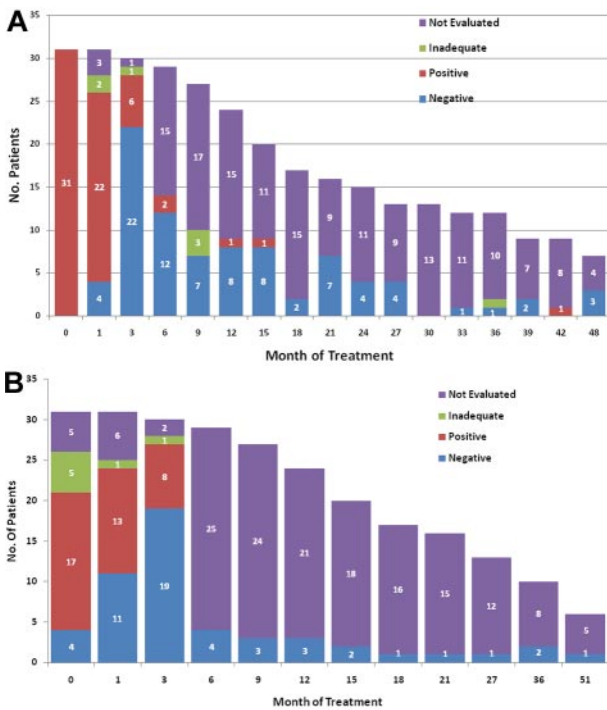 A
35
30
25
20
15
10
5
0
No. Patients
Not Evaluated
Inadequate
Positive
Negative
31
3 2 22 4
1 1 6 22
15 2 12
17 3 7
15 1 8
11 1 8
15 2
9 7
11 4
9 4
13
11 1
10 1
7 2
8 1
4 3
0 1 3 6 9 12 15 18 21 24 27 30 33 36 39 42 48
Month of Treatment
B
35
30
25
20
15
10
5
0
No. Of Patients
Not Evaluated
Inadequate
Positive
Negative
5 5 17 4
6 1 13 11
2 1 8 19
25 4
24 3
21 3
18 2
16 1
15 1
12 1
8 2
5 1
0 1 3 6 9 12 15 18 21 27 36 51
Month of Treatment